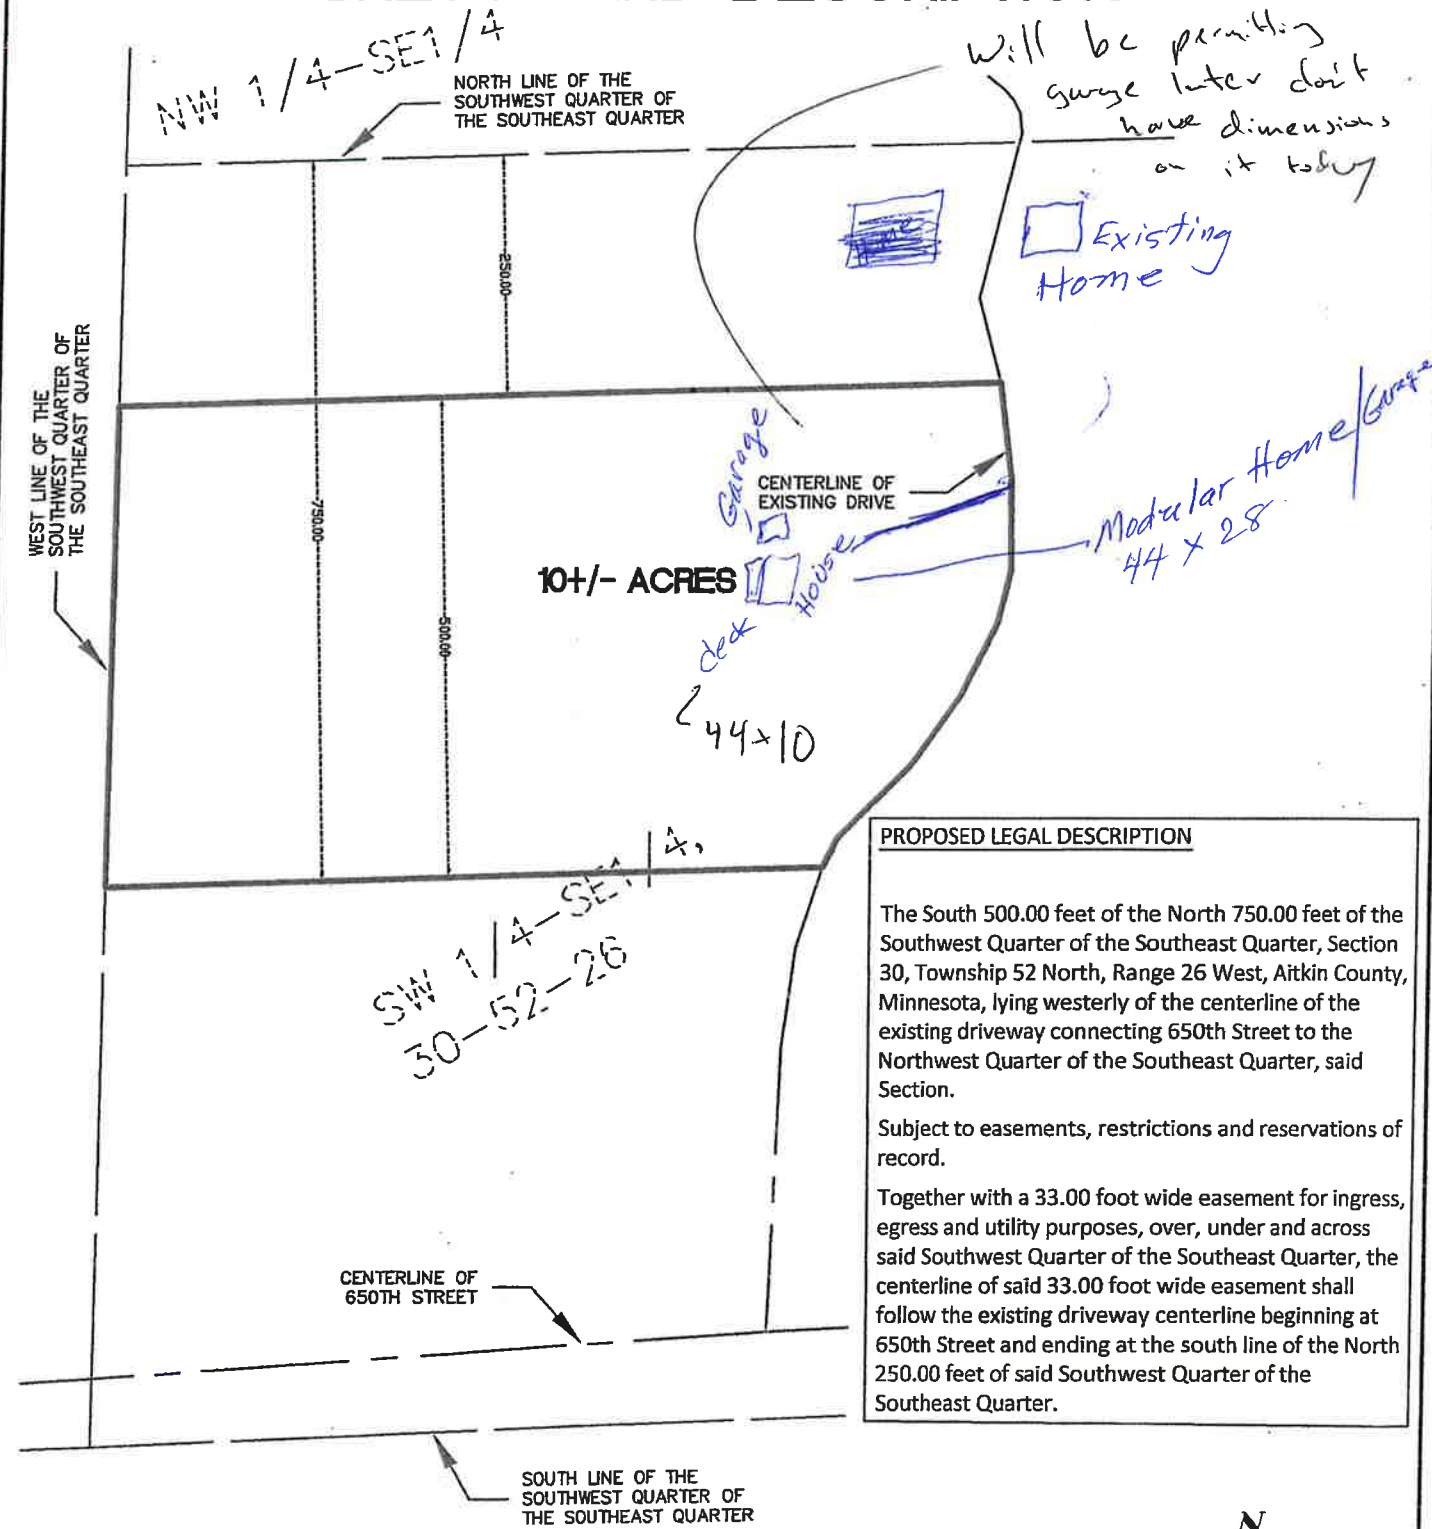 NW 1/4-SE1/4
NORTH LINE OF THE
SOUTHWEST QUARTER OF
THE SOUTHEAST QUARTER
Will be permitting
garage later don't
have dimensions
on it today
Home
Existing
Home
250.00
WEST LINE OF THE
SOUTHWEST QUARTER OF
THE SOUTHEAST QUARTER
750.00
500.00
Garage
CENTERLINE OF
EXISTING DRIVE
Modular Home/Garage
44 x 28
10+/- ACRES
House
deck
44x10
SW 1/4-SE1/4,
30-52-26
PROPOSED LEGAL DESCRIPTION
The South 500.00 feet of the North 750.00 feet of the
Southwest Quarter of the Southeast Quarter, Section
30, Township 52 North, Range 26 West, Aitkin County,
Minnesota, lying westerly of the centerline of the
existing driveway connecting 650th Street to the
Northwest Quarter of the Southeast Quarter, said
Section.
Subject to easements, restrictions and reservations of
record.
Together with a 33.00 foot wide easement for ingress,
egress and utility purposes, over, under and across
said Southwest Quarter of the Southeast Quarter, the
centerline of said 33.00 foot wide easement shall
follow the existing driveway centerline beginning at
650th Street and ending at the south line of the North
250.00 feet of said Southwest Quarter of the
Southeast Quarter.
CENTERLINE OF
650TH STREET
SOUTH LINE OF THE
SOUTHWEST QUARTER OF
THE SOUTHEAST QUARTER
N